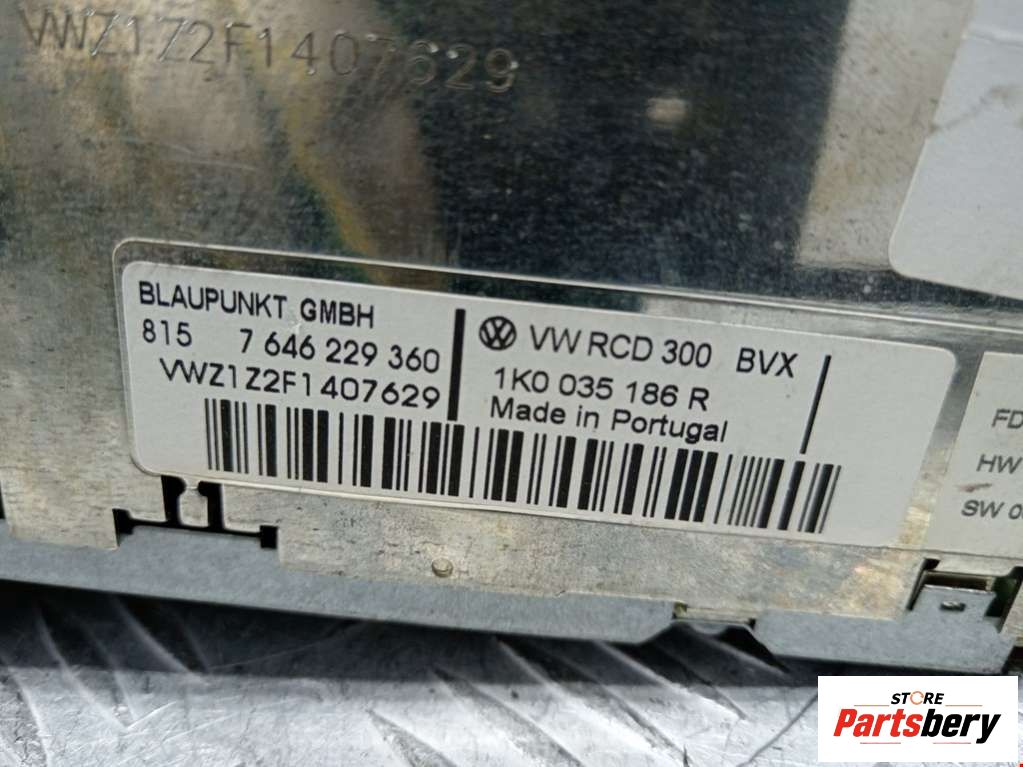 VWZ1Z2F1407629
BLAUPUNKT GMBH
815 7 646 229 360
VWZ1Z2F1407629
VW RCD 300 BVX
1K0 035 186 R
Made in Portugal
FD
HW
SW 0
STORE
Partsbery